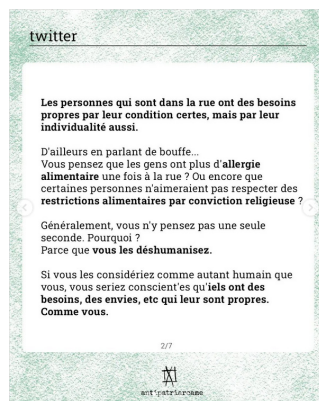 twitter
Les personnes qui sont dans la rue ont des besoins
propres par leur condition certes, mais par leur
individualité aussi.
D'ailleurs en parlant de bouffe...
Vous pensez que les gens ont plus d'allergie
alimentaire une fois à la rue ? Ou encore que
certaines personnes n'aimeraient pas respecter des
restrictions alimentaires par conviction religieuse ?
Généralement, vous n'y pensez pas une seule
seconde. Pourquoi ?
Parce que vous les déshumanisez.
Si vous les considériez comme autant humain que
vous, vous seriez conscient'es qu'iels ont des
besoins, des envies, etc qui leur sont propres.
Comme vous.
2/7
antipatriarcame